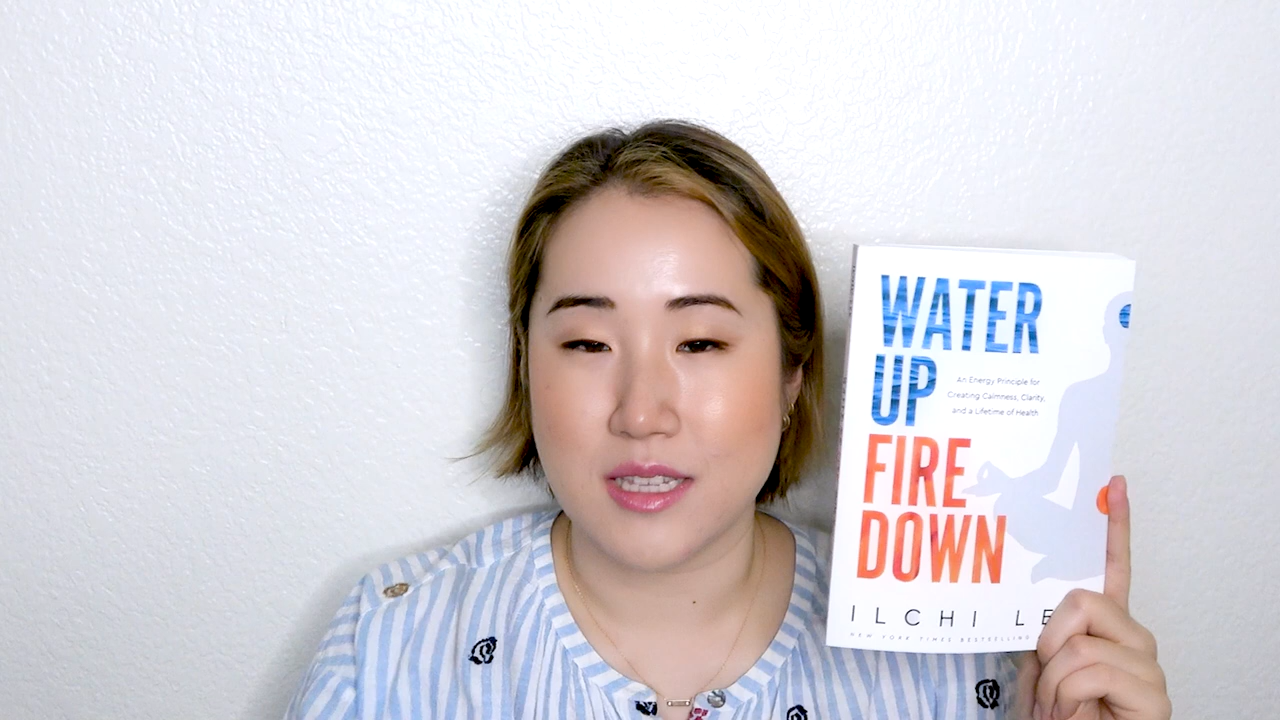 WATER
UP
An Energy Principle for
Creating Calmness, Clarity,
and a Lifetime of Health
FIRE
DOWN
ILCHI LE
NEW YORK TIMES BESTSELLING